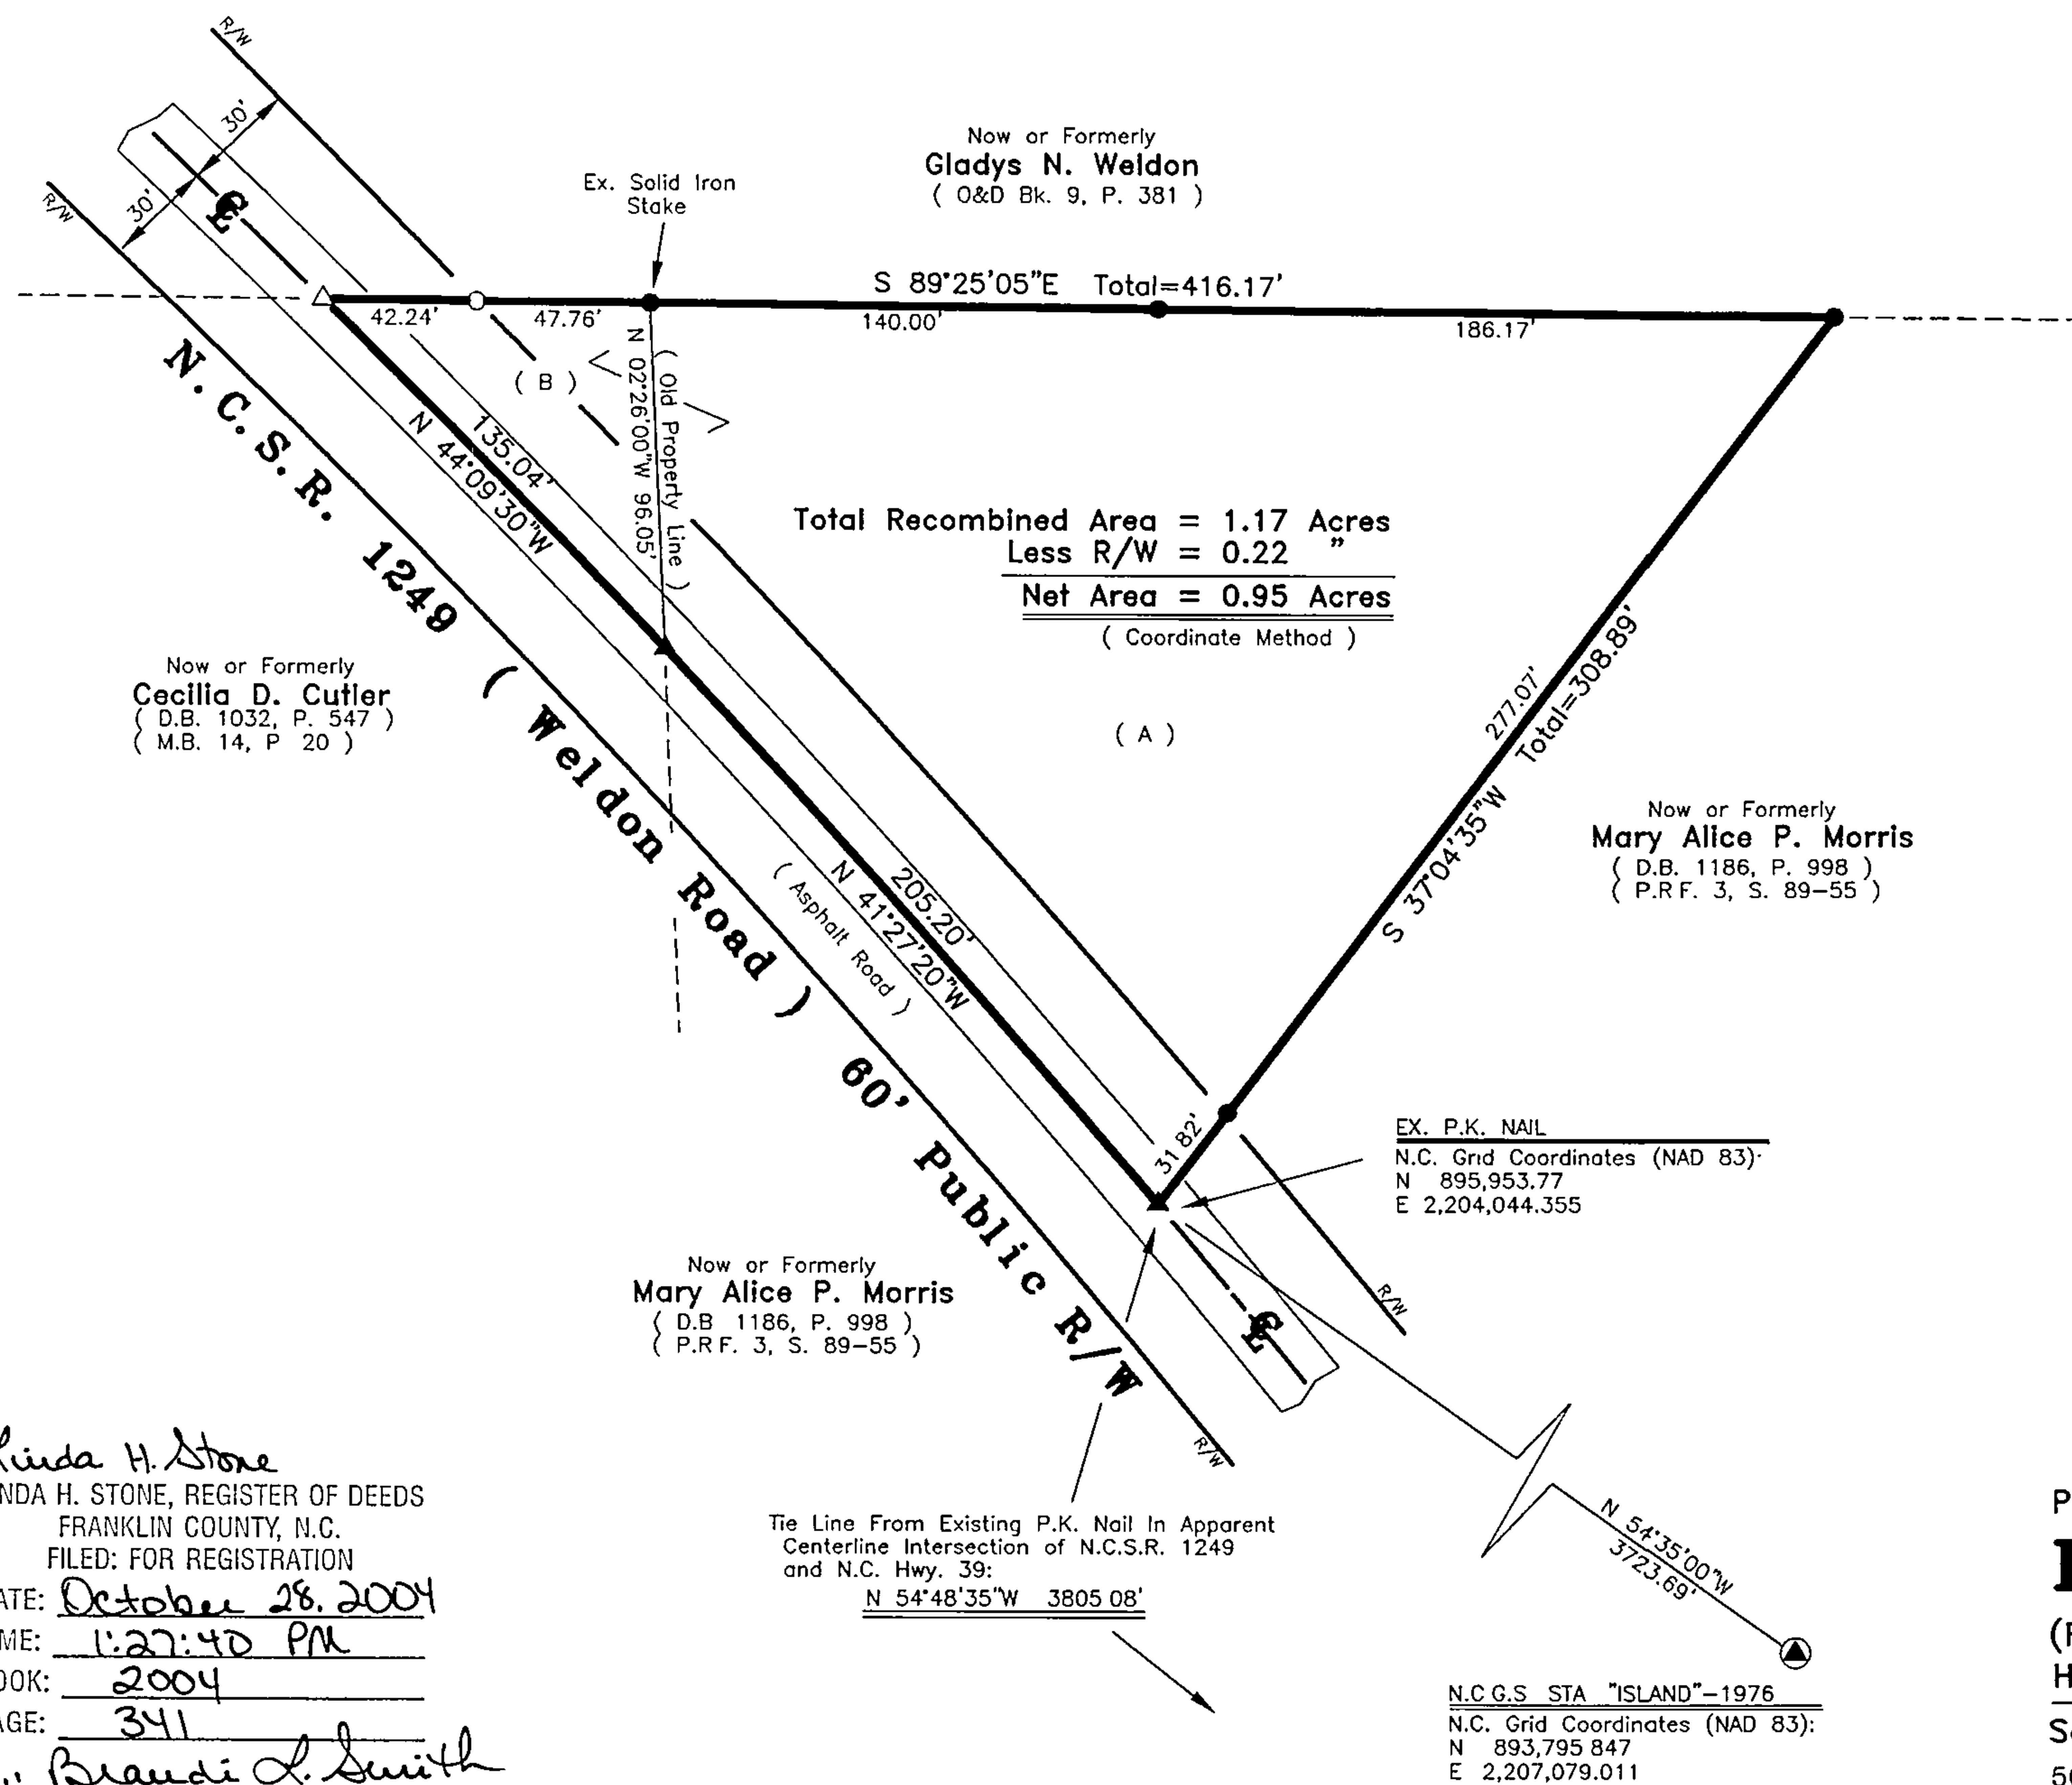 R/W
30'
30'
R/W
Now or Formerly
Gladys N. Weldon
( O&D Bk. 9, P. 381 )
Ex. Solid Iron
Stake
S 89°25'05"E Total=416.17'
42.24'
47.76'
140.00'
186.17'
( B )
N 02°26'00"W 96.05'
( Old Property Line )
135.04'
N 44°09'30"W
Total Recombined Area = 1.17 Acres
Less R/W = 0.22 "
Net Area = 0.95 Acres
( Coordinate Method )
( A )
N.C.S.R. 1249 ( Weldon Road ) 60' Public R/W
Now or Formerly
Cecilia D. Cutler
( D.B. 1032, P. 547 )
( M.B. 14, P 20 )
277.07'
S 37°04'35"W Total=308.89'
Now or Formerly
Mary Alice P. Morris
( D.B. 1186, P. 998 )
( P.R F. 3, S. 89-55 )
205.20'
N 41°27'20"W
( Asphalt Road )
31 82'
EX. P.K. NAIL
N.C. Grid Coordinates (NAD 83):
N 895,953.77
E 2,204,044.355
Now or Formerly
Mary Alice P. Morris
( D.B 1186, P. 998 )
( P.R F. 3, S. 89-55 )
R/W
R/W
Tie Line From Existing P.K. Nail In Apparent
Centerline Intersection of N.C.S.R. 1249
and N.C. Hwy. 39:
N 54°48'35"W 3805 08'
N 54°35'00"W
3723.69'
N.C G.S STA "ISLAND"-1976
N.C. Grid Coordinates (NAD 83):
N 893,795 847
E 2,207,079.011
Linda H. Stone
NDA H. STONE, REGISTER OF DEEDS
FRANKLIN COUNTY, N.C.
FILED: FOR REGISTRATION
ATE: October 28, 2004
ME: 1:27:40 PM
OOK: 2004
AGE: 341
Brandi L. Smith